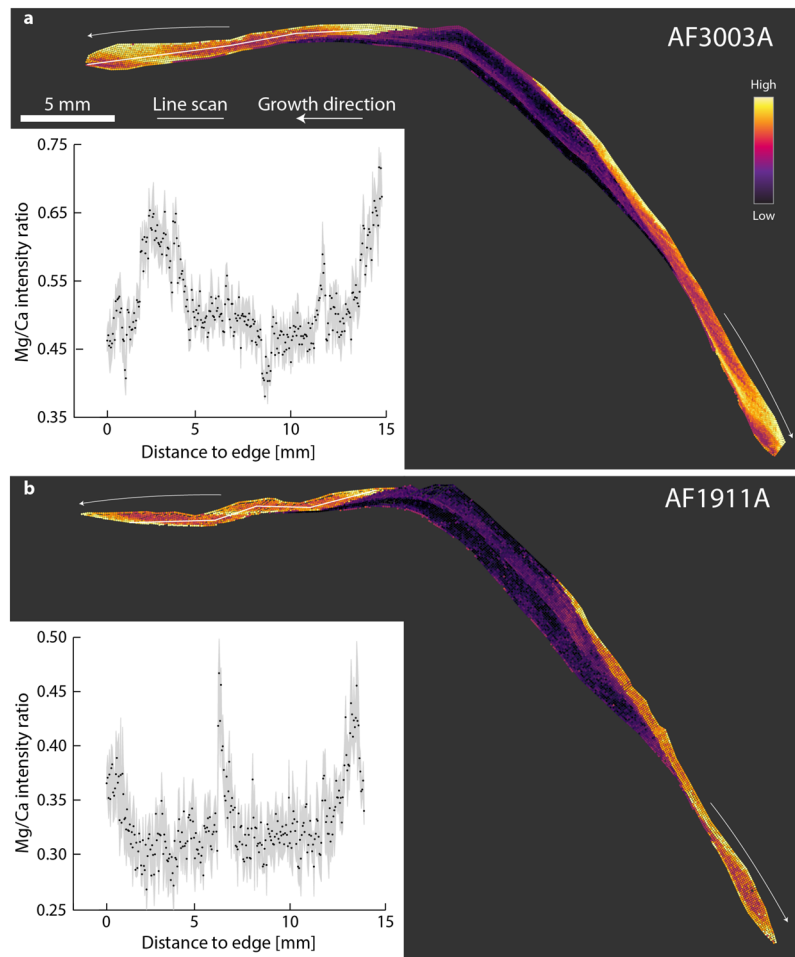 a
AF3003A
5 mm
Line scan
Growth direction
High
Low
0.75
0.65
0.55
0.45
0.35
Mg/Ca intensity ratio
0
5
10
15
Distance to edge [mm]
b
AF1911A
0.50
0.45
0.40
0.35
0.30
0.25
Mg/Ca intensity ratio
0
5
10
15
Distance to edge [mm]